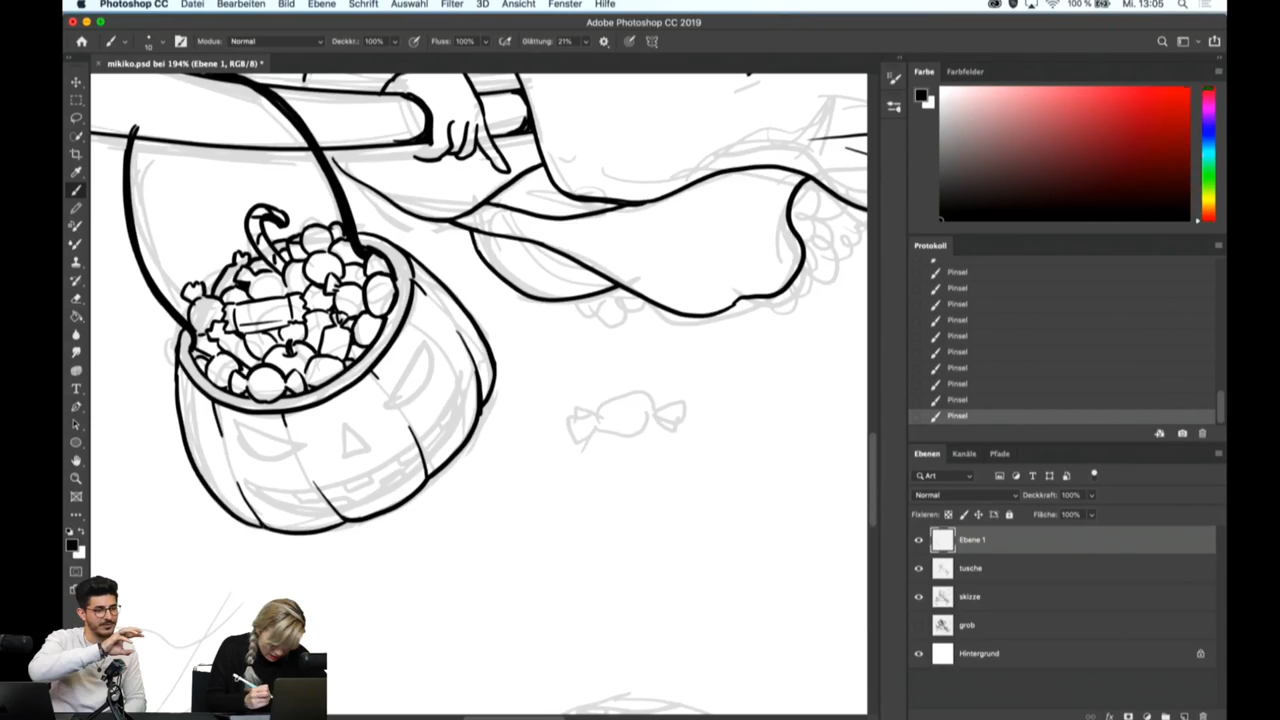 Photoshop CC Datei Bearbeiten Bild Ebene Schrift Auswahl Filter 3D Ansicht Fenster Hilfe 100 % Mi. 13:05
Adobe Photoshop CC 2019
10 Modus: Normal Deckkr.: 100% Fluss: 100% Glättung: 21%
× mikiko.psd bei 194% (Ebene 1, RGB/8) *
Farbe Farbfelder
Protokoll
Pinsel
Pinsel
Pinsel
Pinsel
Pinsel
Pinsel
Pinsel
Pinsel
Pinsel
Pinsel
Ebenen Kanäle Pfade
Art
Normal Deckkraft: 100%
Fixieren: Fläche: 100%
Ebene 1
tusche
skizze
grob
Hintergrund
fx